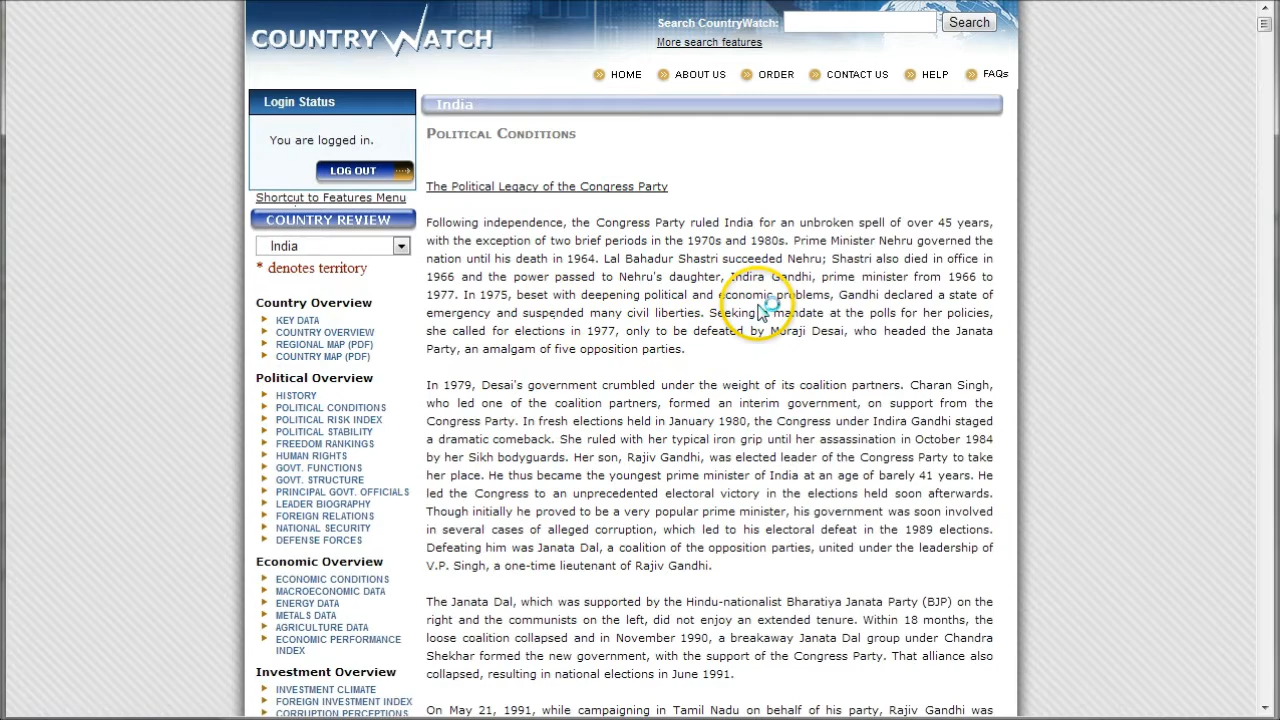 COUNTRY WATCH
Search CountryWatch:
Search
More search features
HOME
ABOUT US
ORDER
CONTACT US
HELP
FAQs
Login Status
You are logged in.
LOG OUT
Shortcut to Features Menu
COUNTRY REVIEW
India
* denotes territory
Country Overview
KEY DATA
COUNTRY OVERVIEW
REGIONAL MAP (PDF)
COUNTRY MAP (PDF)
Political Overview
HISTORY
POLITICAL CONDITIONS
POLITICAL RISK INDEX
POLITICAL STABILITY
FREEDOM RANKINGS
HUMAN RIGHTS
GOVT. FUNCTIONS
GOVT. STRUCTURE
PRINCIPAL GOVT. OFFICIALS
LEADER BIOGRAPHY
FOREIGN RELATIONS
NATIONAL SECURITY
DEFENSE FORCES
Economic Overview
ECONOMIC CONDITIONS
MACROECONOMIC DATA
ENERGY DATA
METALS DATA
AGRICULTURE DATA
ECONOMIC PERFORMANCE
INDEX
Investment Overview
INVESTMENT CLIMATE
FOREIGN INVESTMENT INDEX
CORRUPTION PERCEPTIONS
India
POLITICAL CONDITIONS
The Political Legacy of the Congress Party
Following independence, the Congress Party ruled India for an unbroken spell of over 45 years,
with the exception of two brief periods in the 1970s and 1980s. Prime Minister Nehru governed the
nation until his death in 1964. Lal Bahadur Shastri succeeded Nehru; Shastri also died in office in
1966 and the power passed to Nehru's daughter, Indira Gandhi, prime minister from 1966 to
1977. In 1975, beset with deepening political and economic problems, Gandhi declared a state of
emergency and suspended many civil liberties. Seeking a mandate at the polls for her policies,
she called for elections in 1977, only to be defeated by Moraji Desai, who headed the Janata
Party, an amalgam of five opposition parties.
In 1979, Desai's government crumbled under the weight of its coalition partners. Charan Singh,
who led one of the coalition partners, formed an interim government, on support from the
Congress Party. In fresh elections held in January 1980, the Congress under Indira Gandhi staged
a dramatic comeback. She ruled with her typical iron grip until her assassination in October 1984
by her Sikh bodyguards. Her son, Rajiv Gandhi, was elected leader of the Congress Party to take
her place. He thus became the youngest prime minister of India at an age of barely 41 years. He
led the Congress to an unprecedented electoral victory in the elections held soon afterwards.
Though initially he proved to be a very popular prime minister, his government was soon involved
in several cases of alleged corruption, which led to his electoral defeat in the 1989 elections.
Defeating him was Janata Dal, a coalition of the opposition parties, united under the leadership of
V.P. Singh, a one-time lieutenant of Rajiv Gandhi.
The Janata Dal, which was supported by the Hindu-nationalist Bharatiya Janata Party (BJP) on the
right and the communists on the left, did not enjoy an extended tenure. Within 18 months, the
loose coalition collapsed and in November 1990, a breakaway Janata Dal group under Chandra
Shekhar formed the new government, with the support of the Congress Party. That alliance also
collapsed, resulting in national elections in June 1991.
On May 21, 1991, while campaigning in Tamil Nadu on behalf of his party, Rajiv Gandhi was